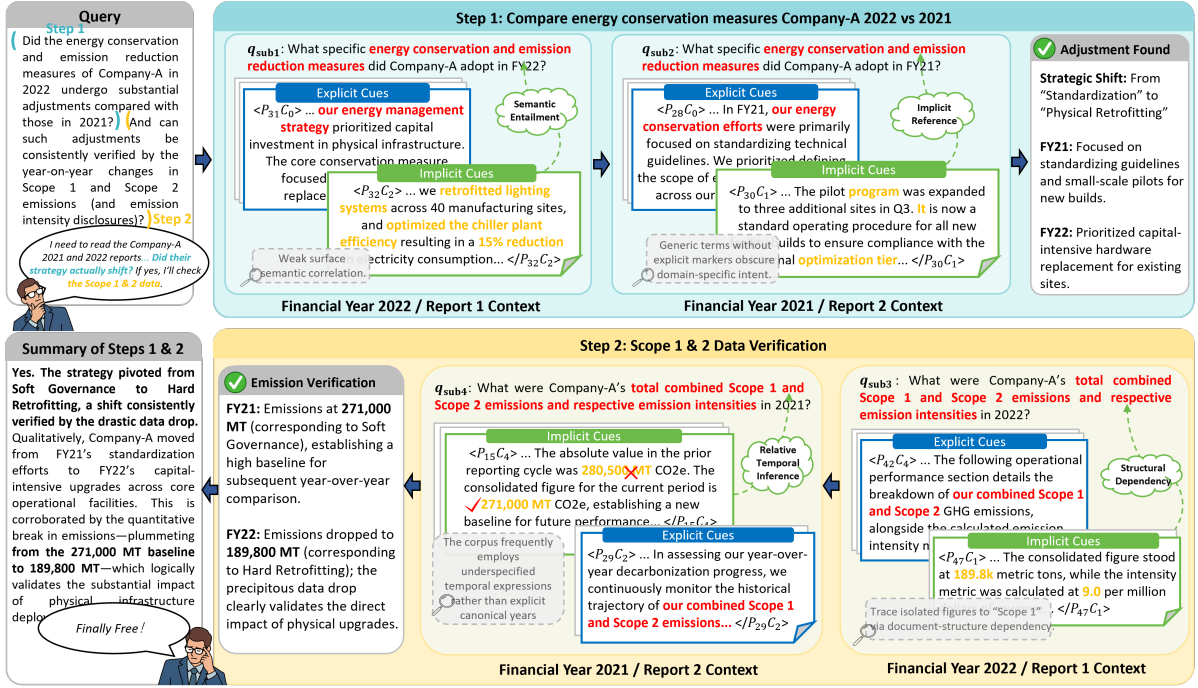 Query
Step 1
( Did the energy conservation
and emission reduction
measures of Company-A in
2022 undergo substantial
adjustments compared with
those in 2021?) (And can
such adjustments be
consistently verified by the
year-on-year changes in
Scope 1 and Scope 2
emissions (and emission
intensity disclosures)? )Step 2
I need to read the Company-A
2021 and 2022 reports... Did their
strategy actually shift? If yes, I'll check
the Scope 1 & 2 data.
Step 1: Compare energy conservation measures Company-A 2022 vs 2021
qsub1: What specific energy conservation and emission
reduction measures did Company-A adopt in FY22?
Semantic
Entailment
Explicit Cues
<P31C0> ... our energy management
strategy prioritized capital
investment in physical infrastructure.
The core conservation measure
focused
replace
Implicit Cues
<P32C2> ... we retrofitted lighting
systems across 40 manufacturing sites,
and optimized the chiller plant
efficiency resulting in a 15% reduction
electricity consumption... </P32C2>
Weak surface
semantic correlation.
Financial Year 2022 / Report 1 Context
qsub2: What specific energy conservation and emission
reduction measures did Company-A adopt in FY21?
Implicit
Reference
Explicit Cues
<P28C0> ... In FY21, our energy
conservation efforts were primarily
focused on standardizing technical
guidelines. We prioritized defining
the scope of
across our
Implicit Cues
<P30C1> ... The pilot program was expanded
to three additional sites in Q3. It is now a
standard operating procedure for all new
builds to ensure compliance with the
optimization tier... </P30C1>
Generic terms without
explicit markers obscure
domain-specific intent.
Financial Year 2021 / Report 2 Context
Adjustment Found
Strategic Shift: From
"Standardization" to
"Physical Retrofitting"
FY21: Focused on
standardizing guidelines
and small-scale pilots for
new builds.
FY22: Prioritized capital-
intensive hardware
replacement for existing
sites.
Step 2: Scope 1 & 2 Data Verification
qsub3: What were Company-A's total combined
Scope 1 and Scope 2 emissions and respective
emission intensities in 2022?
Structural
Dependency
Explicit Cues
<P42C4> ... The following operational
performance section details the
breakdown of our combined Scope 1
and Scope 2 GHG emissions,
alongside the calculated emission
intensity
Implicit Cues
<P47C1> ... The consolidated figure stood
at 189.8k metric tons, while the intensity
metric was calculated at 9.0 per million
. </P47C1>
Trace isolated figures to "Scope 1"
via document-structure dependency
Financial Year 2022 / Report 1 Context
qsub4: What were Company-A's total combined Scope 1 and
Scope 2 emissions and respective emission intensities in 2021?
Relative
Temporal
Inference
Implicit Cues
<P15C4> ... The absolute value in the prior
reporting cycle was 280,500 MT CO2e. The
consolidated figure for the current period is
271,000 MT CO2e, establishing a new
baseline for future performance... </P15C4>
The corpus frequently
employs
underspecified
temporal expressions
rather than explicit
canonical years
Explicit Cues
<P29C2> ... In assessing our year-over-
year decarbonization progress, we
continuously monitor the historical
trajectory of our combined Scope 1
and Scope 2 emissions... </P29C2>
Financial Year 2021 / Report 2 Context
Emission Verification
FY21: Emissions at 271,000
MT (corresponding to Soft
Governance), establishing a
high baseline for
subsequent year-over-year
comparison.
FY22: Emissions dropped to
189,800 MT (corresponding
to Hard Retrofitting); the
precipitous data drop
clearly validates the direct
impact of physical upgrades.
Summary of Steps 1 & 2
Yes. The strategy pivoted from
Soft Governance to Hard
Retrofitting, a shift consistently
verified by the drastic data drop.
Qualitatively, Company-A moved
from FY21's standardization
efforts to FY22's capital-
intensive upgrades across core
operational facilities. This is
corroborated by the quantitative
break in emissions—plummeting
from the 271,000 MT baseline
to 189,800 MT—which logically
validates the substantial impact
of physical infrastructure
Finally Free!